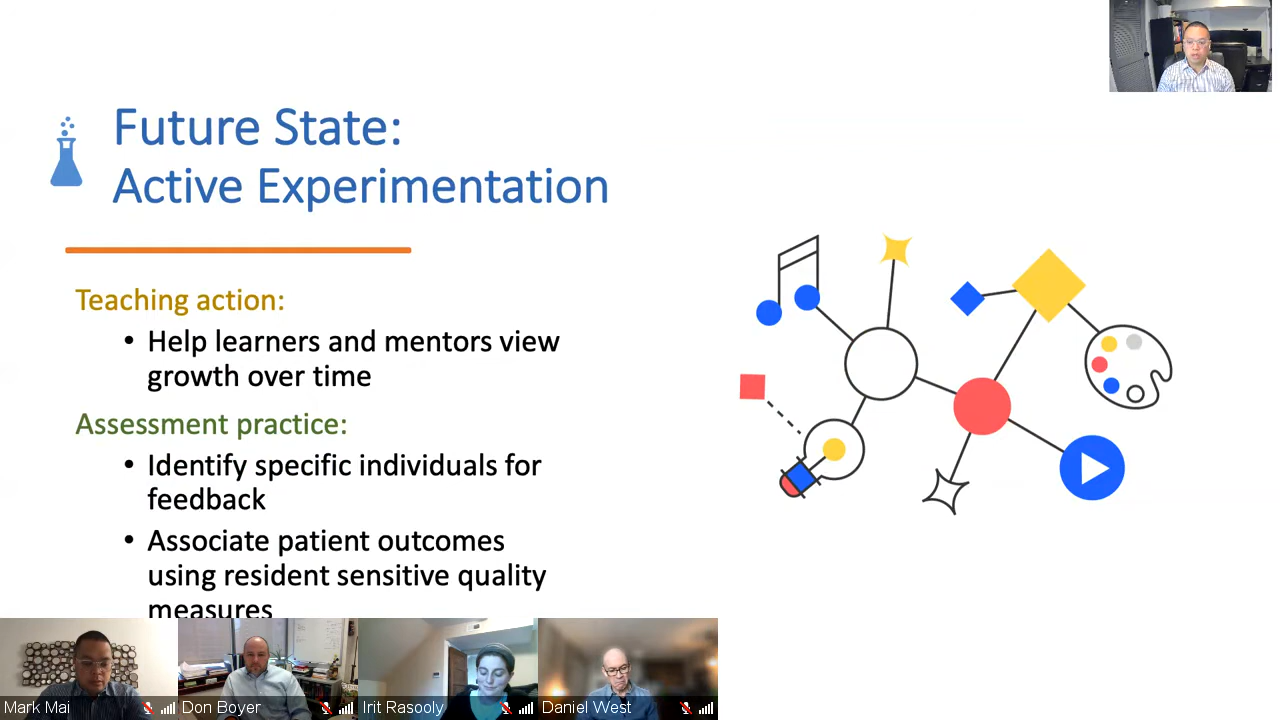 Future State:
Active Experimentation
Teaching action:
• Help learners and mentors view
growth over time
Assessment practice:
• Identify specific individuals for
feedback
• Associate patient outcomes
using resident sensitive quality
measures
Mark Mai
Don Boyer
Irit Rasooly
Daniel West